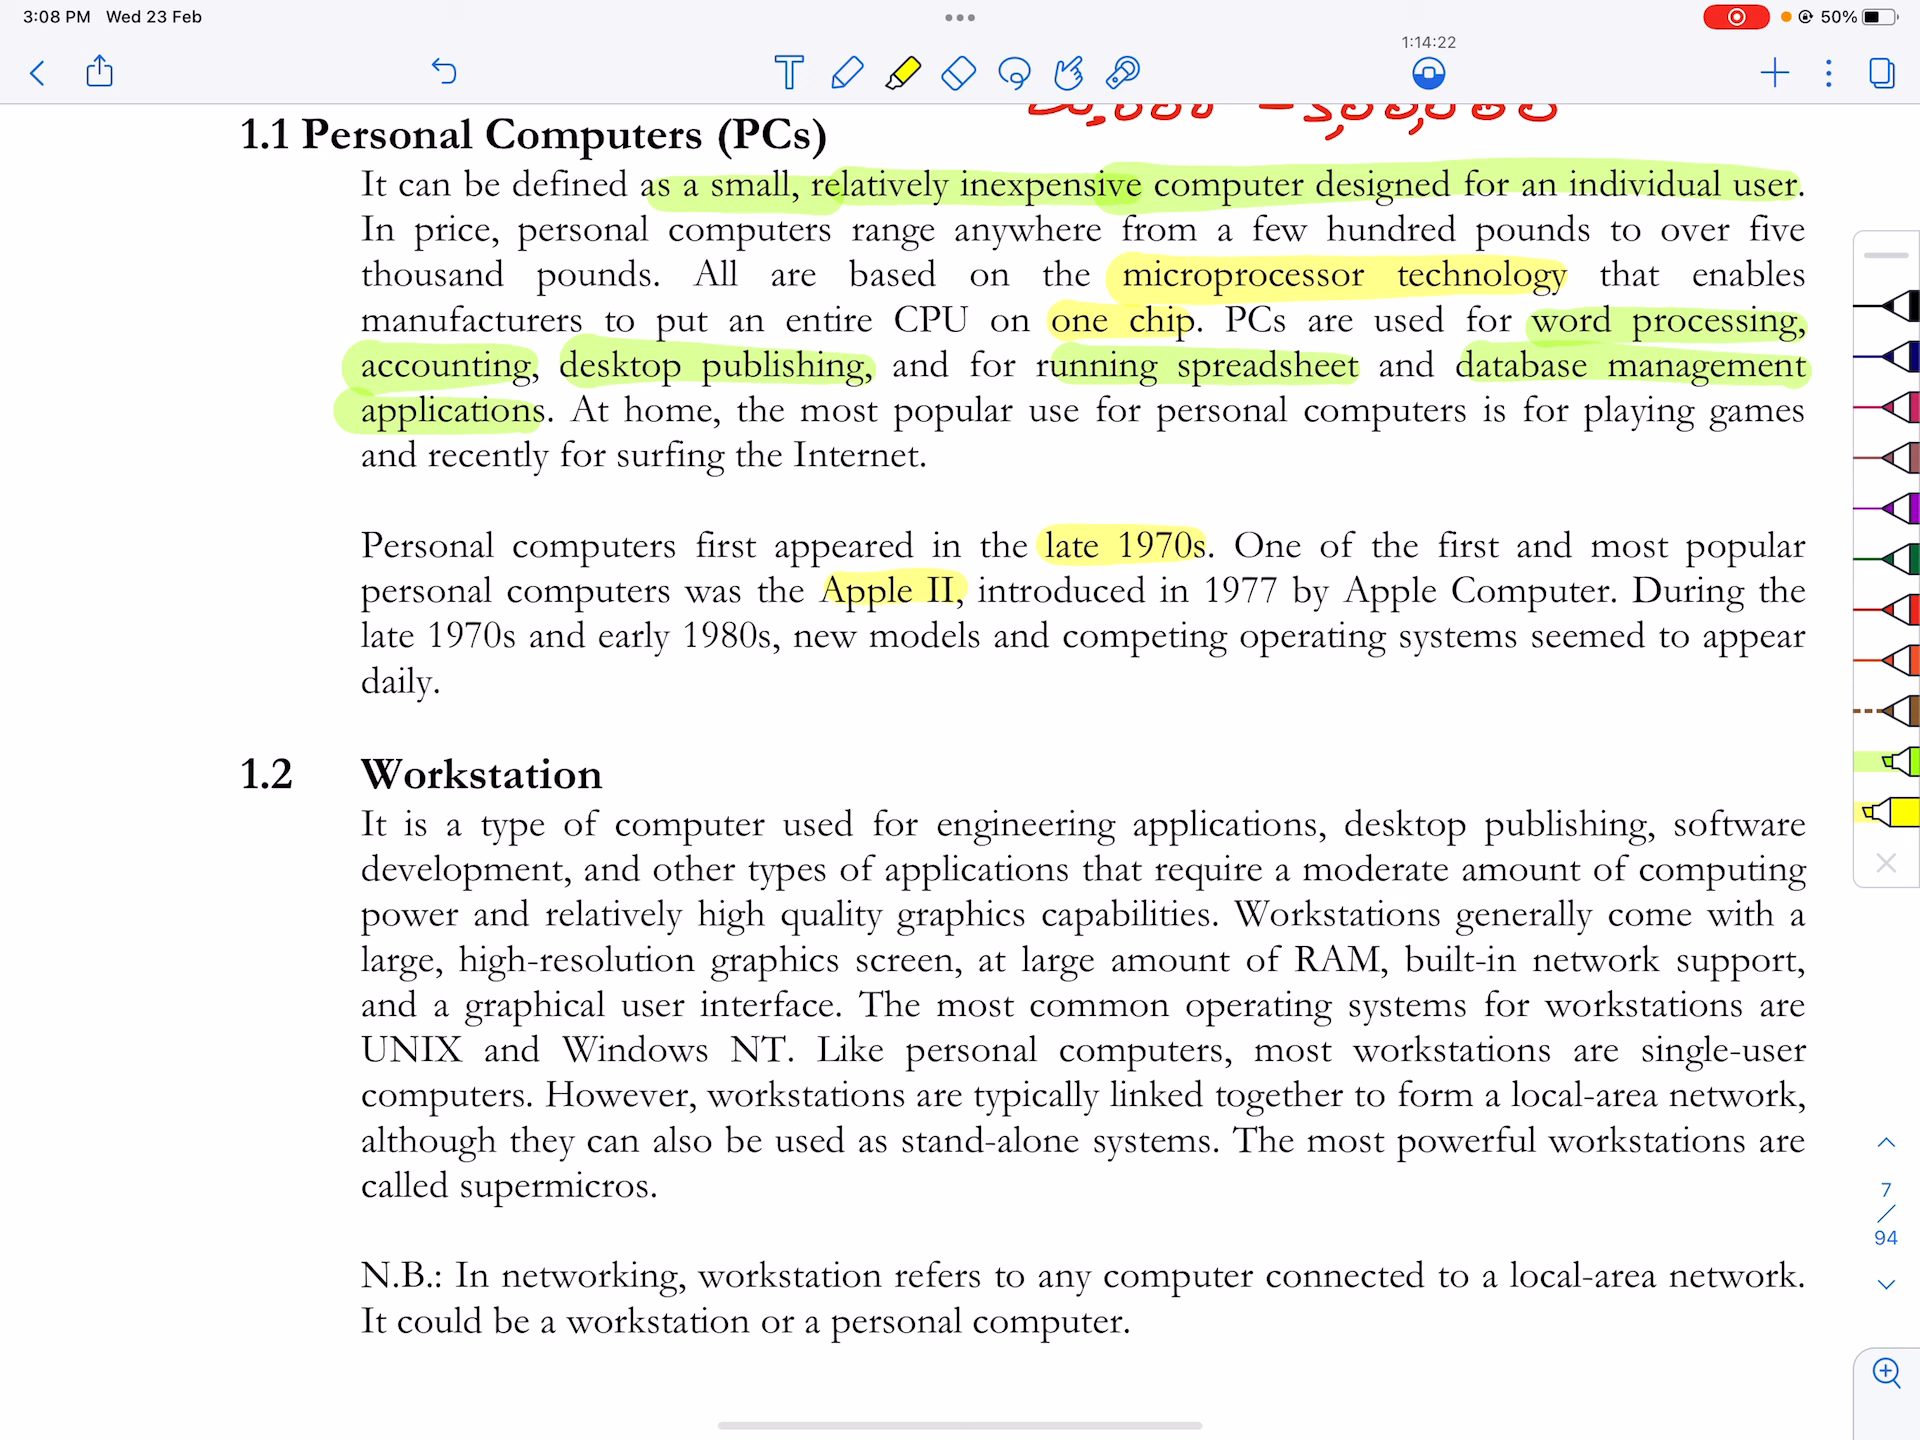 3:08 PM Wed 23 Feb
50%
1:14:22
1.1 Personal Computers (PCs)
It can be defined as a small, relatively inexpensive computer designed for an individual user.
In price, personal computers range anywhere from a few hundred pounds to over five
thousand pounds. All are based on the microprocessor technology that enables
manufacturers to put an entire CPU on one chip. PCs are used for word processing,
accounting, desktop publishing, and for running spreadsheet and database management
applications. At home, the most popular use for personal computers is for playing games
and recently for surfing the Internet.
Personal computers first appeared in the late 1970s. One of the first and most popular
personal computers was the Apple II, introduced in 1977 by Apple Computer. During the
late 1970s and early 1980s, new models and competing operating systems seemed to appear
daily.
1.2 Workstation
It is a type of computer used for engineering applications, desktop publishing, software
development, and other types of applications that require a moderate amount of computing
power and relatively high quality graphics capabilities. Workstations generally come with a
large, high-resolution graphics screen, at large amount of RAM, built-in network support,
and a graphical user interface. The most common operating systems for workstations are
UNIX and Windows NT. Like personal computers, most workstations are single-user
computers. However, workstations are typically linked together to form a local-area network,
although they can also be used as stand-alone systems. The most powerful workstations are
called supermicros.
N.B.: In networking, workstation refers to any computer connected to a local-area network.
It could be a workstation or a personal computer.
7
/
94